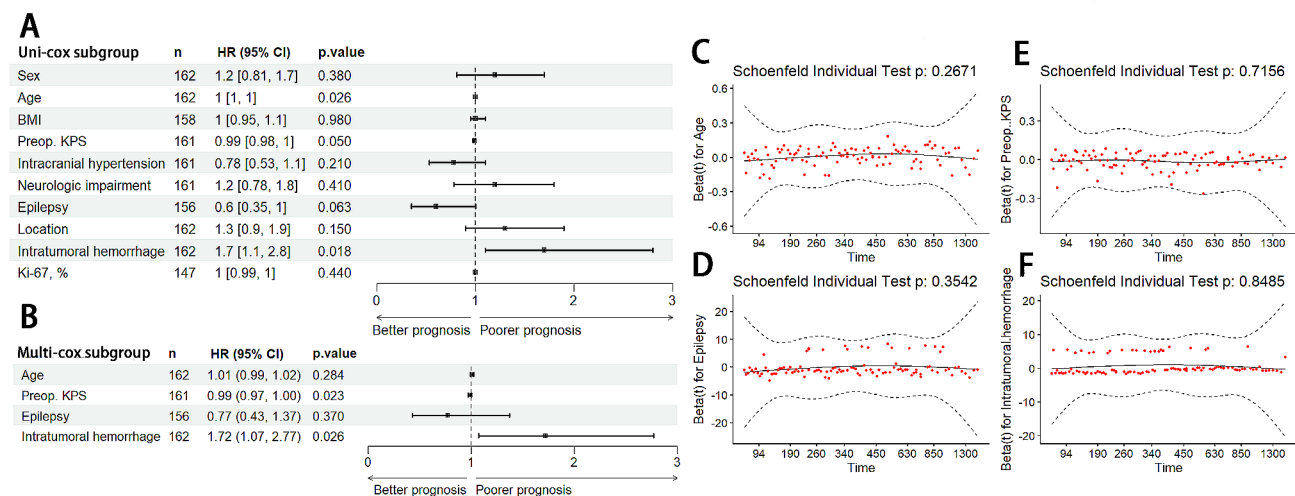 A
Uni-cox subgroup n HR (95% CI) p.value
Sex 162 1.2 [0.81, 1.7] 0.380
Age 162 1 [1, 1] 0.026
BMI 158 1 [0.95, 1.1] 0.980
Preop. KPS 161 0.99 [0.98, 1] 0.050
Intracranial hypertension 161 0.78 [0.53, 1.1] 0.210
Neurologic impairment 161 1.2 [0.78, 1.8] 0.410
Epilepsy 156 0.6 [0.35, 1] 0.063
Location 162 1.3 [0.9, 1.9] 0.150
Intratumoral hemorrhage 162 1.7 [1.1, 2.8] 0.018
Ki-67, % 147 1 [0.99, 1] 0.440
0 1 2 3
Better prognosis Poorer prognosis
B
Multi-cox subgroup n HR (95% CI) p.value
Age 162 1.01 (0.99, 1.02) 0.284
Preop. KPS 161 0.99 (0.97, 1.00) 0.023
Epilepsy 156 0.77 (0.43, 1.37) 0.370
Intratumoral hemorrhage 162 1.72 (1.07, 2.77) 0.026
0 1 2 3
Better prognosis Poorer prognosis
C
Schoenfeld Individual Test p: 0.2671
Beta(t) for Age
0.6
0.3
0.0
-0.3
-0.6
94 190 260 340 450 630 850 1300
Time
D
Schoenfeld Individual Test p: 0.3542
Beta(t) for Epilepsy
20
10
0
-10
-20
94 190 260 340 450 630 850 1300
Time
E
Schoenfeld Individual Test p: 0.7156
Beta(t) for Preop..KPS
0.3
0.0
-0.3
94 190 260 340 450 630 850 1300
Time
F
Schoenfeld Individual Test p: 0.8485
Beta(t) for Intratumoral.hemorrhage
20
10
0
-10
-20
94 190 260 340 450 630 850 1300
Time